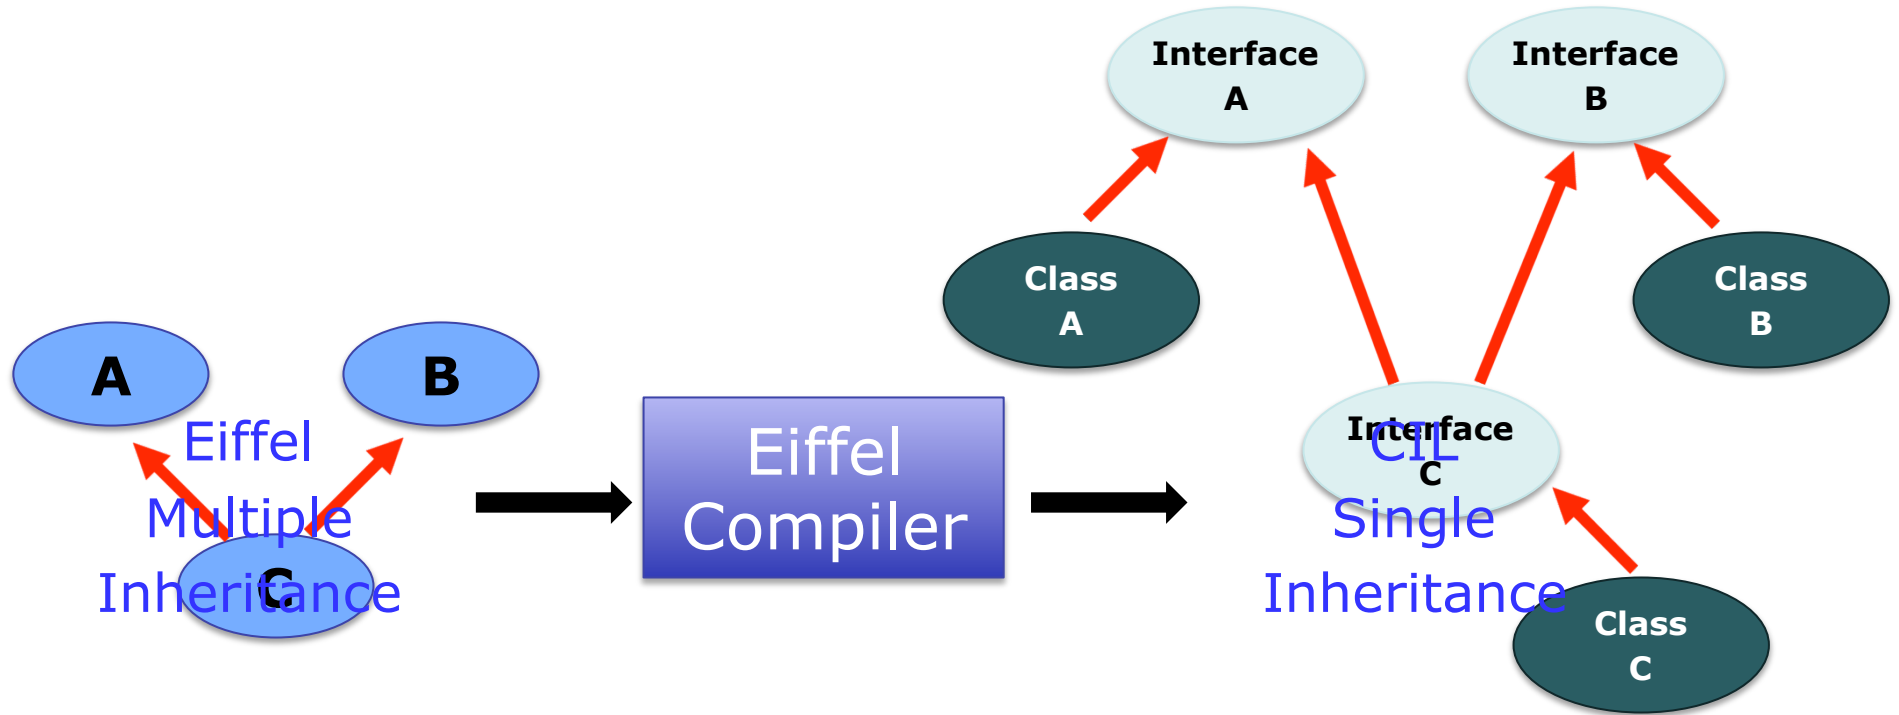 A
B
Eiffel
Multiple
Inheritance
C
Eiffel
Compiler
Interface
A
Interface
B
Class
A
Class
B
Interface
C
CIL
Single
Inheritance
Class
C